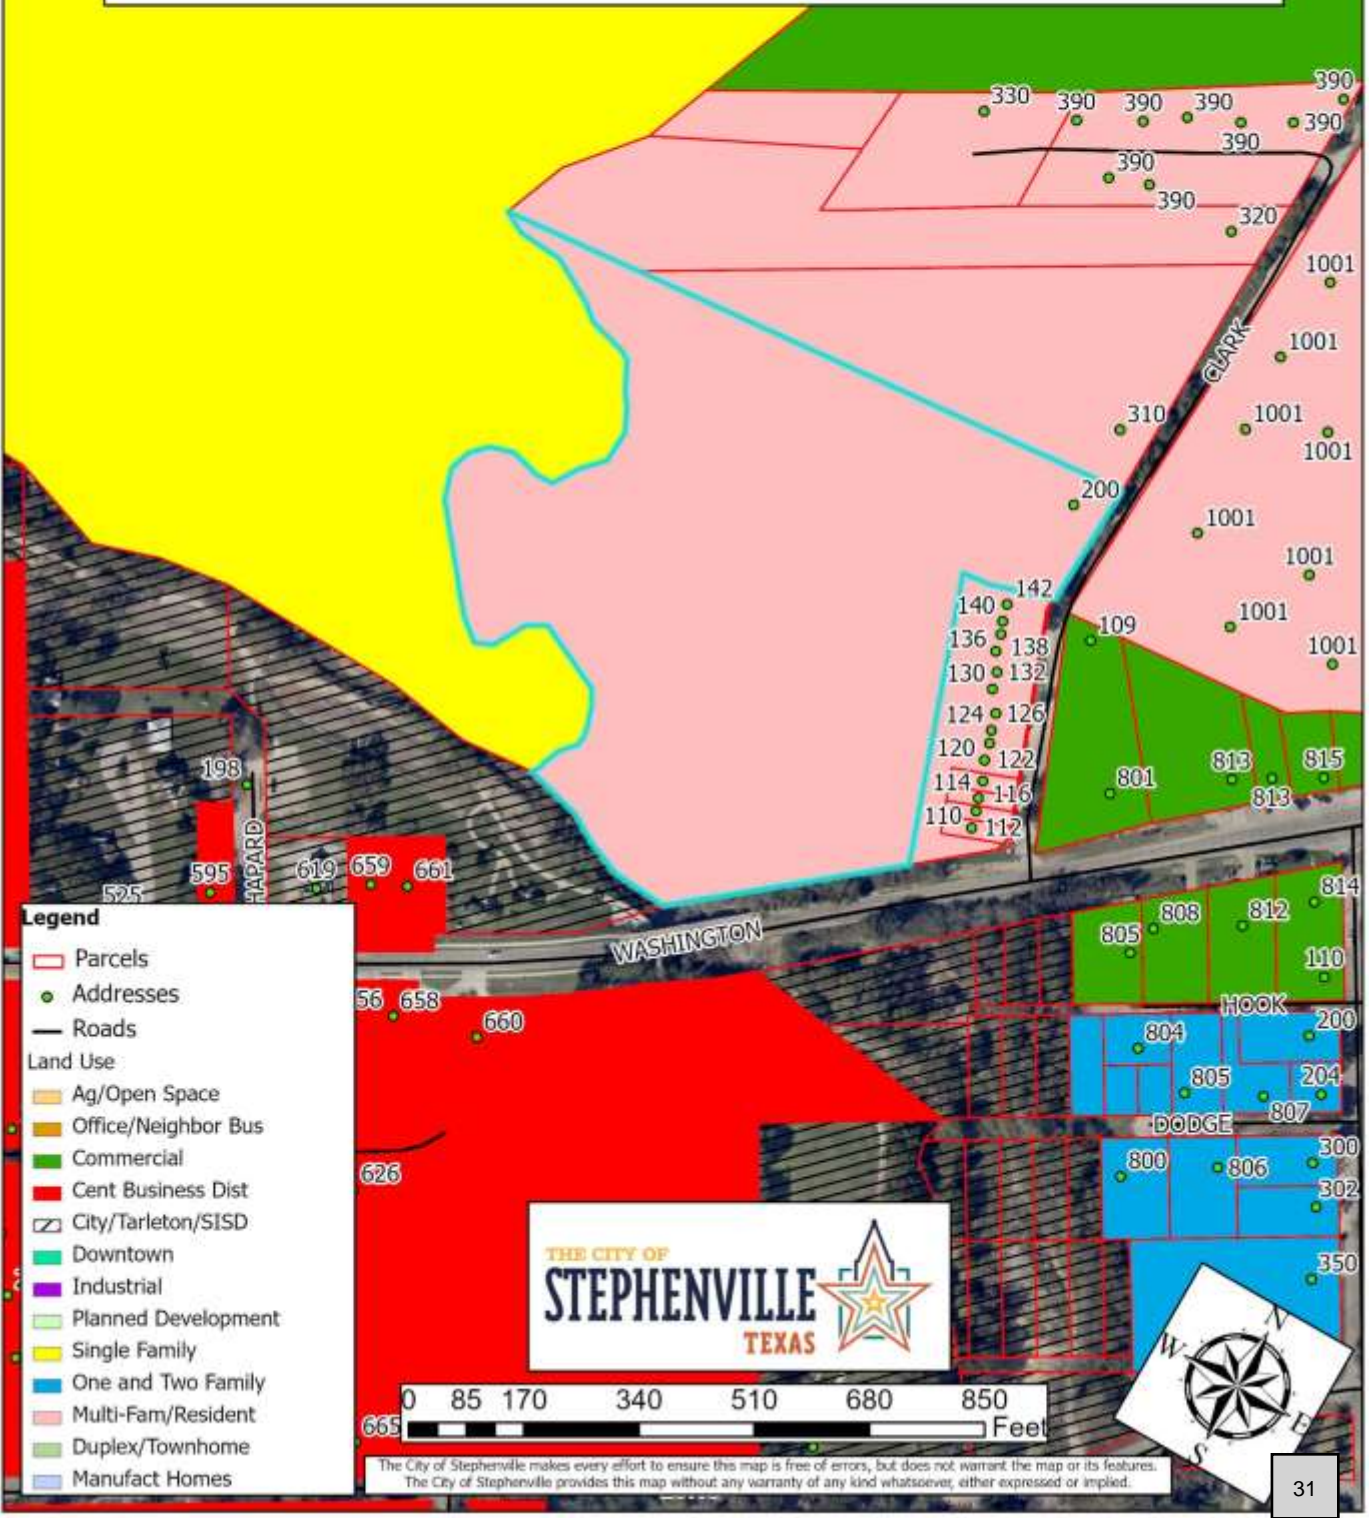 330
390
390
390
390
390
390
390
390
320
1001
1001
CLARK
310
1001
1001
200
1001
1001
142
140
1001
109
136
138
1001
130
132
124
126
120
122
813
815
198
114
801
116
813
110
112
HAPARD
595
619
659
661
525
814
808
812
WASHINGTON
805
110
56
658
HOOK
660
200
804
805
204
807
DODGE
626
800
806
300
302
350
665
Legend
Parcels
Addresses
Roads
Land Use
Ag/Open Space
Office/Neighbor Bus
Commercial
Cent Business Dist
City/Tarleton/SISD
Downtown
Industrial
Planned Development
Single Family
One and Two Family
Multi-Fam/Resident
Duplex/Townhome
Manufact Homes
THE CITY OF
STEPHENVILLE
TEXAS
N
W
E
S
0 85 170 340 510 680 850
Feet
The City of Stephenville makes every effort to ensure this map is free of errors, but does not warrant the map or its features.
The City of Stephenville provides this map without any warranty of any kind whatsoever, either expressed or implied.
31